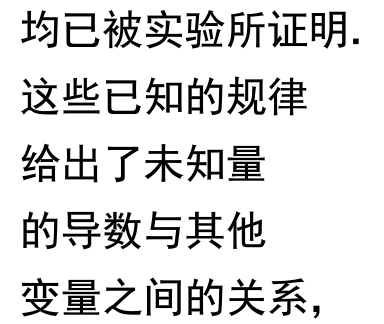 均已被实验所证明.
这些已知的规律
给出了未知量
的导数与其他
变量之间的关系，